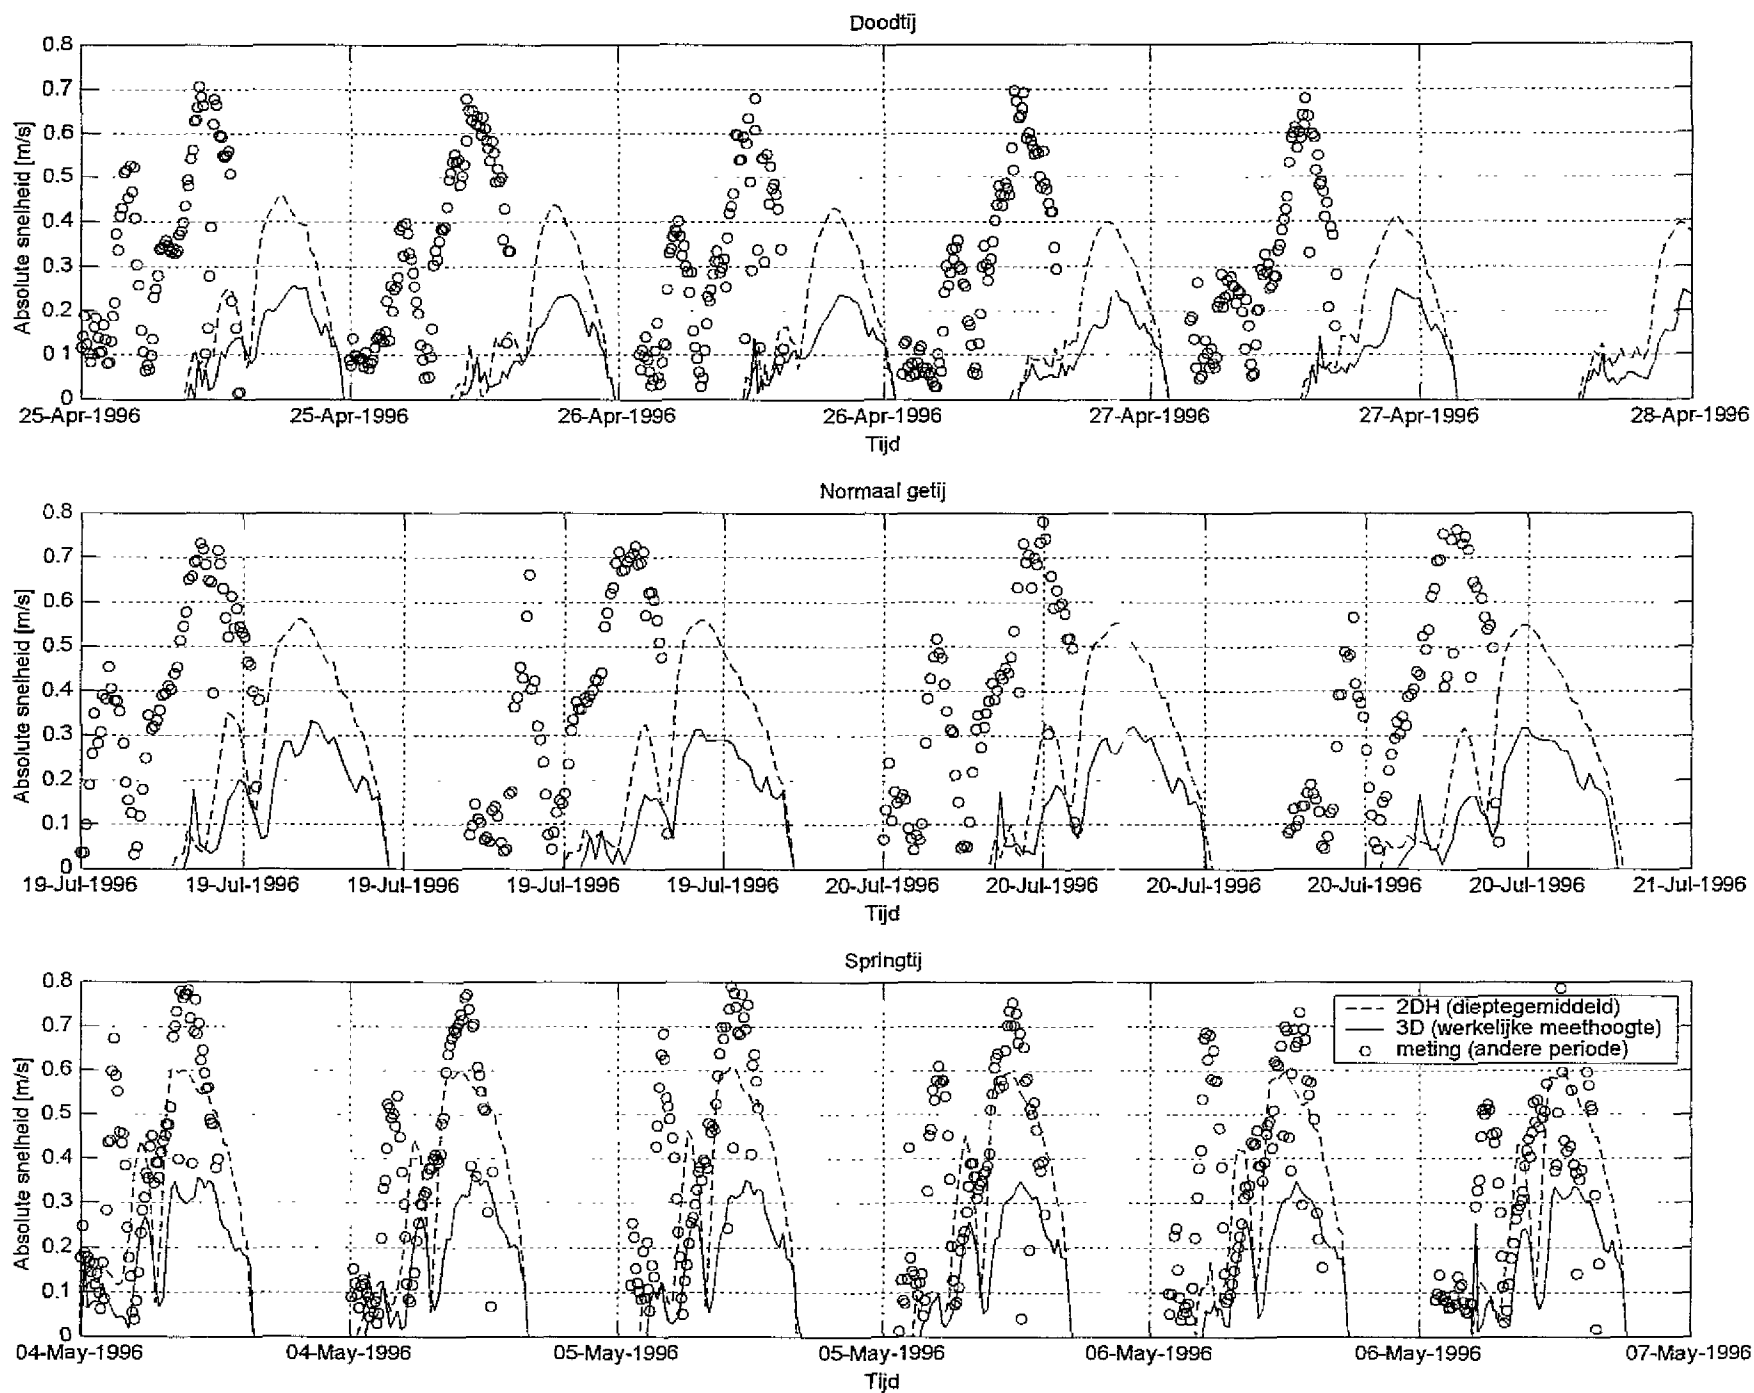 Doodtij
Absolute snelheid [m/s]
0.8
0.7
0.6
0.5
0.4
0.3
0.2
0.1
0
25-Apr-1996 25-Apr-1996 26-Apr-1996 26-Apr-1996 27-Apr-1996 27-Apr-1996 28-Apr-1996
Tijd
Normaal getij
Absolute snelheid [m/s]
0.8
0.7
0.6
0.5
0.4
0.3
0.2
0.1
0
19-Jul-1996 19-Jul-1996 19-Jul-1996 19-Jul-1996 19-Jul-1996 20-Jul-1996 20-Jul-1996 20-Jul-1996 20-Jul-1996 20-Jul-1996 21-Jul-1996
Tijd
Springtij
Absolute snelheid [m/s]
0.8
0.7
0.6
0.5
0.4
0.3
0.2
0.1
0
2DH (dieptegemiddeld)
3D (werkelijke meethoogte)
meting (andere periode)
04-May-1996 04-May-1996 05-May-1996 05-May-1996 06-May-1996 06-May-1996 07-May-1996
Tijd